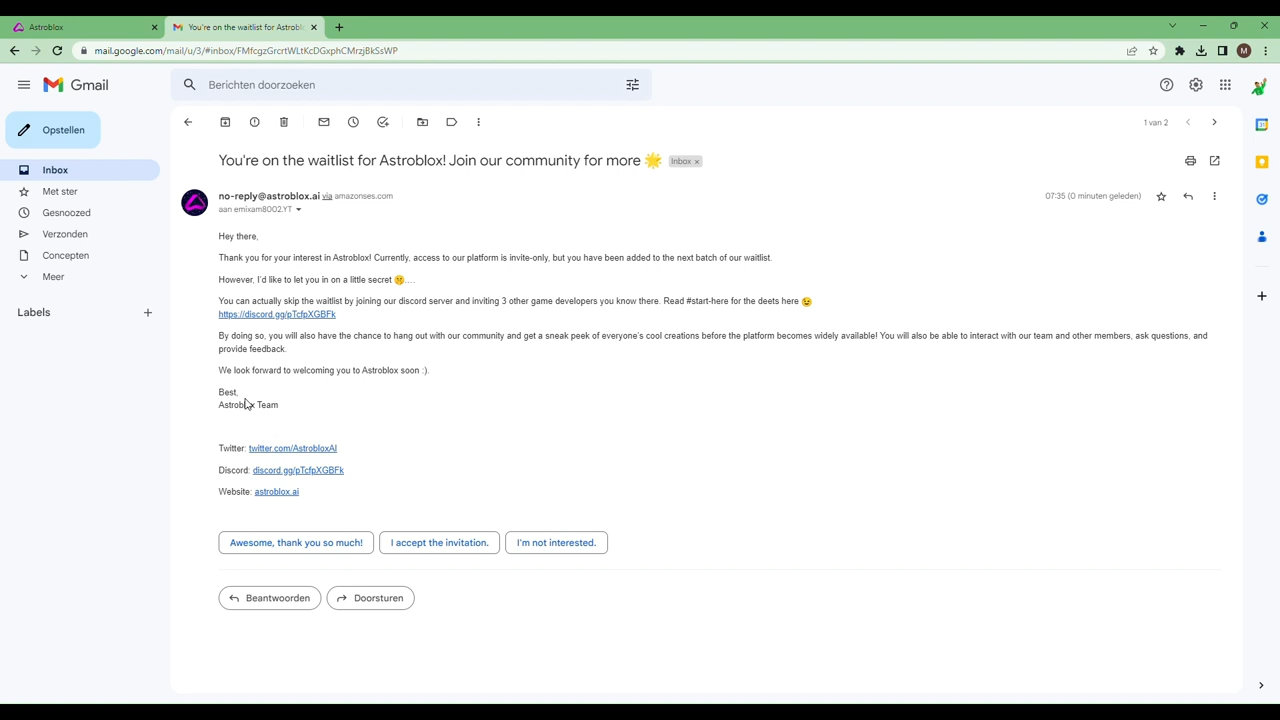 Astroblox
You're on the waitlist for Astrobl
mail.google.com/mail/u/3/#inbox/FMfcgzGrcrtWLtKcDGxphCMrzjBkSsWP
M
Gmail
Berichten doorzoeken
Opstellen
1 van 2
Inbox
Met ster
Gesnoozed
Verzonden
Concepten
Meer
Labels
You're on the waitlist for Astroblox! Join our community for more 🌟 Inbox ×
no-reply@astroblox.ai via amazonses.com
07:35 (0 minuten geleden)
aan emixam8002.YT
Hey there,
Thank you for your interest in Astroblox! Currently, access to our platform is invite-only, but you have been added to the next batch of our waitlist.
However, I'd like to let you in on a little secret 🤫….
You can actually skip the waitlist by joining our discord server and inviting 3 other game developers you know there. Read #start-here for the deets here 😉
https://discord.gg/pTcfpXGBFk
By doing so, you will also have the chance to hang out with our community and get a sneak peek of everyone's cool creations before the platform becomes widely available! You will also be able to interact with our team and other members, ask questions, and
provide feedback.
We look forward to welcoming you to Astroblox soon :).
Best,
Astroblox Team
Twitter: twitter.com/AstrobloxAI
Discord: discord.gg/pTcfpXGBFk
Website: astroblox.ai
Awesome, thank you so much!
I accept the invitation.
I'm not interested.
Beantwoorden
Doorsturen